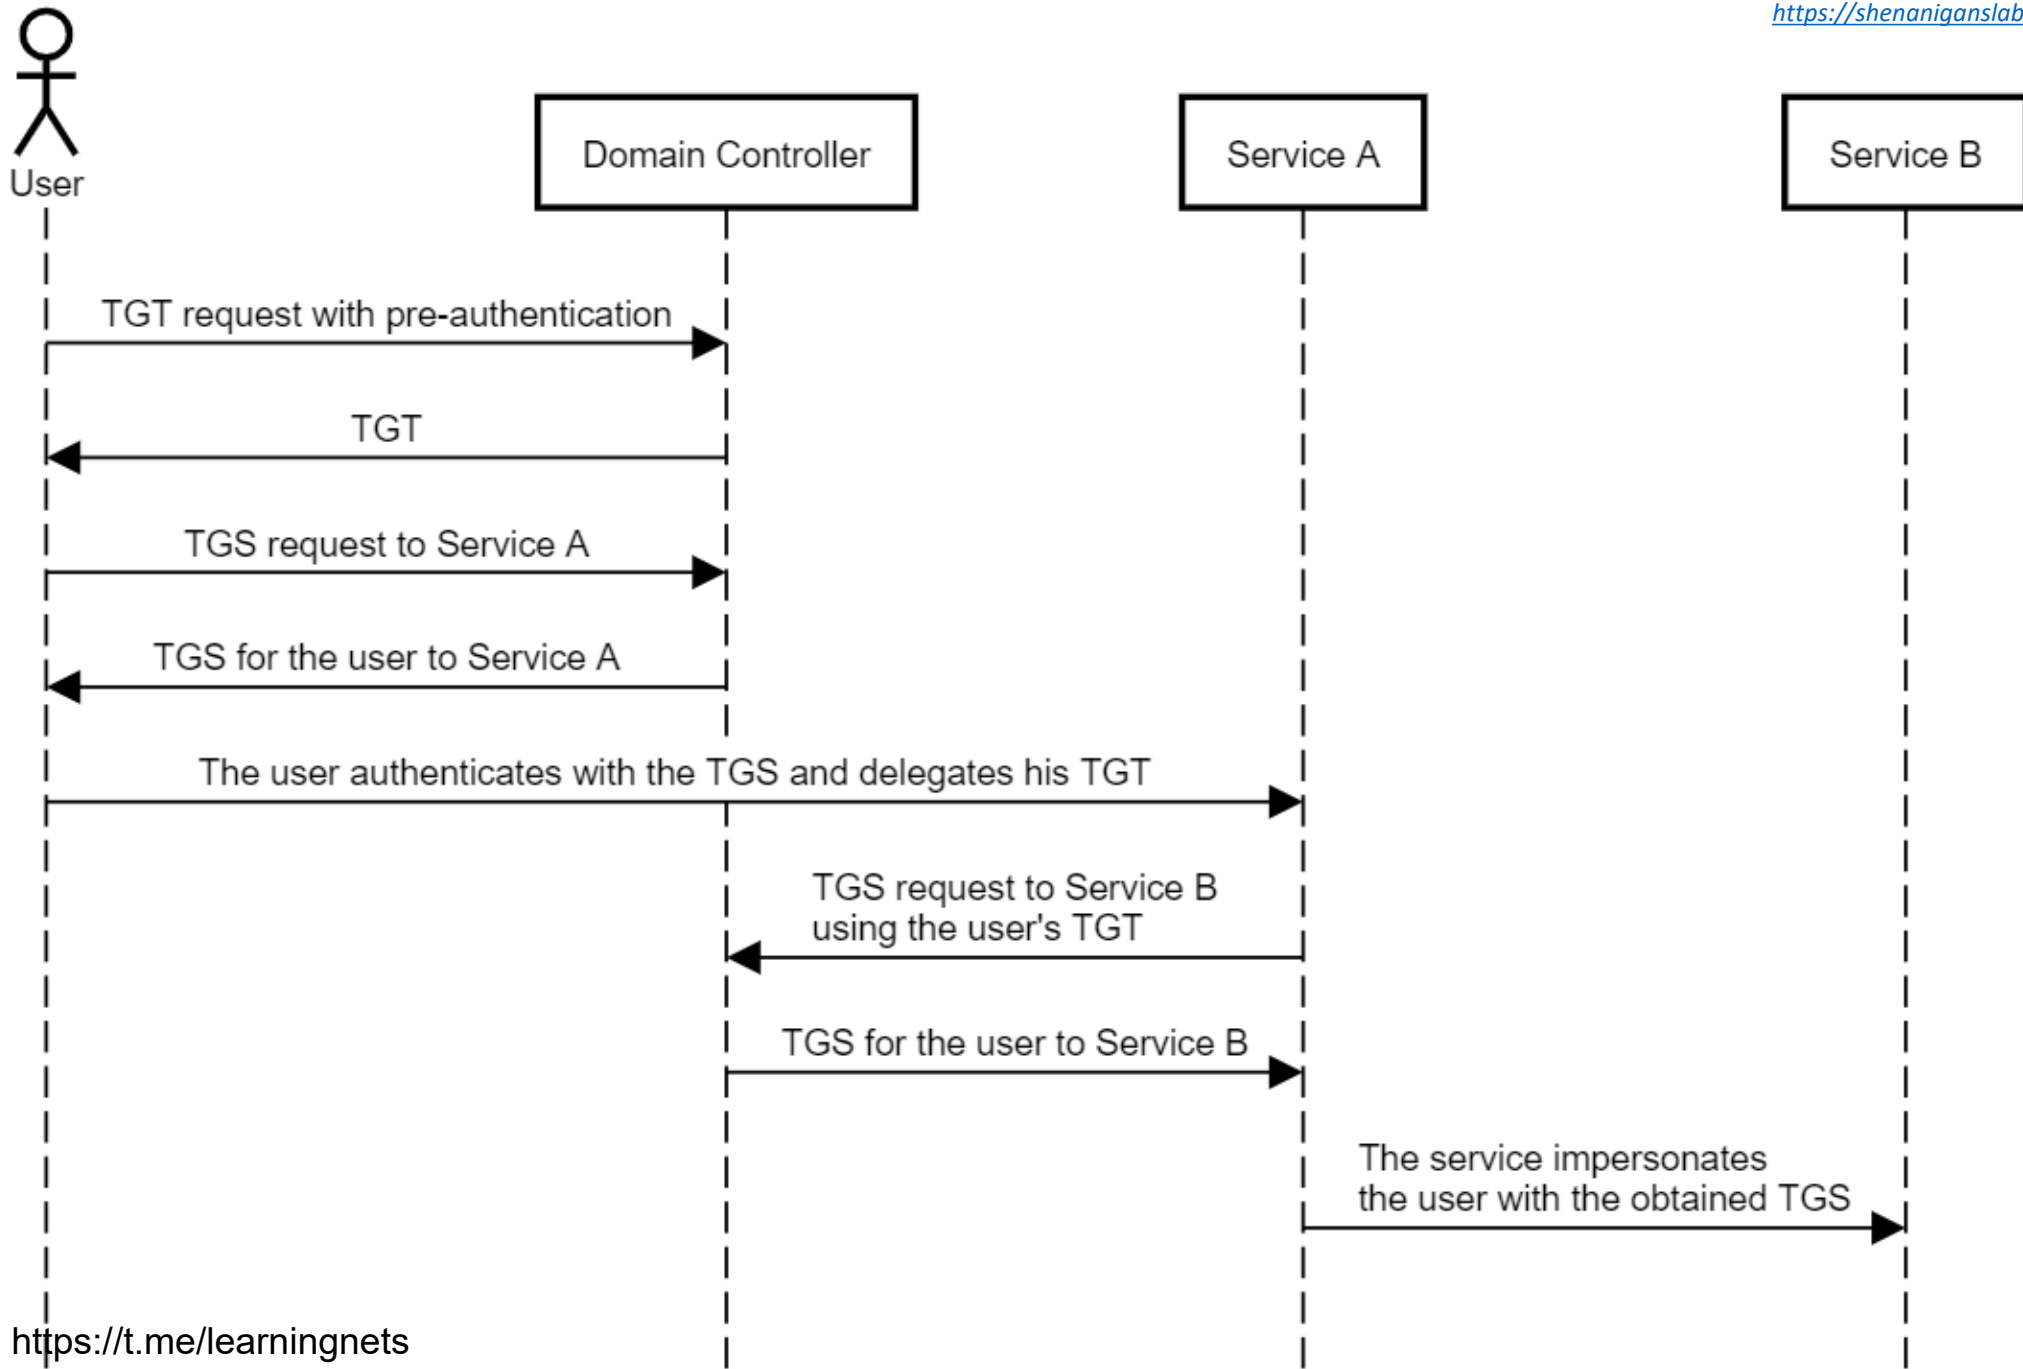 https://shenaniganslab
User
Domain Controller
Service A
Service B
TGT request with pre-authentication
TGT
TGS request to Service A
TGS for the user to Service A
The user authenticates with the TGS and delegates his TGT
TGS request to Service B
using the user's TGT
TGS for the user to Service B
The service impersonates
the user with the obtained TGS
https://t.me/learningnets